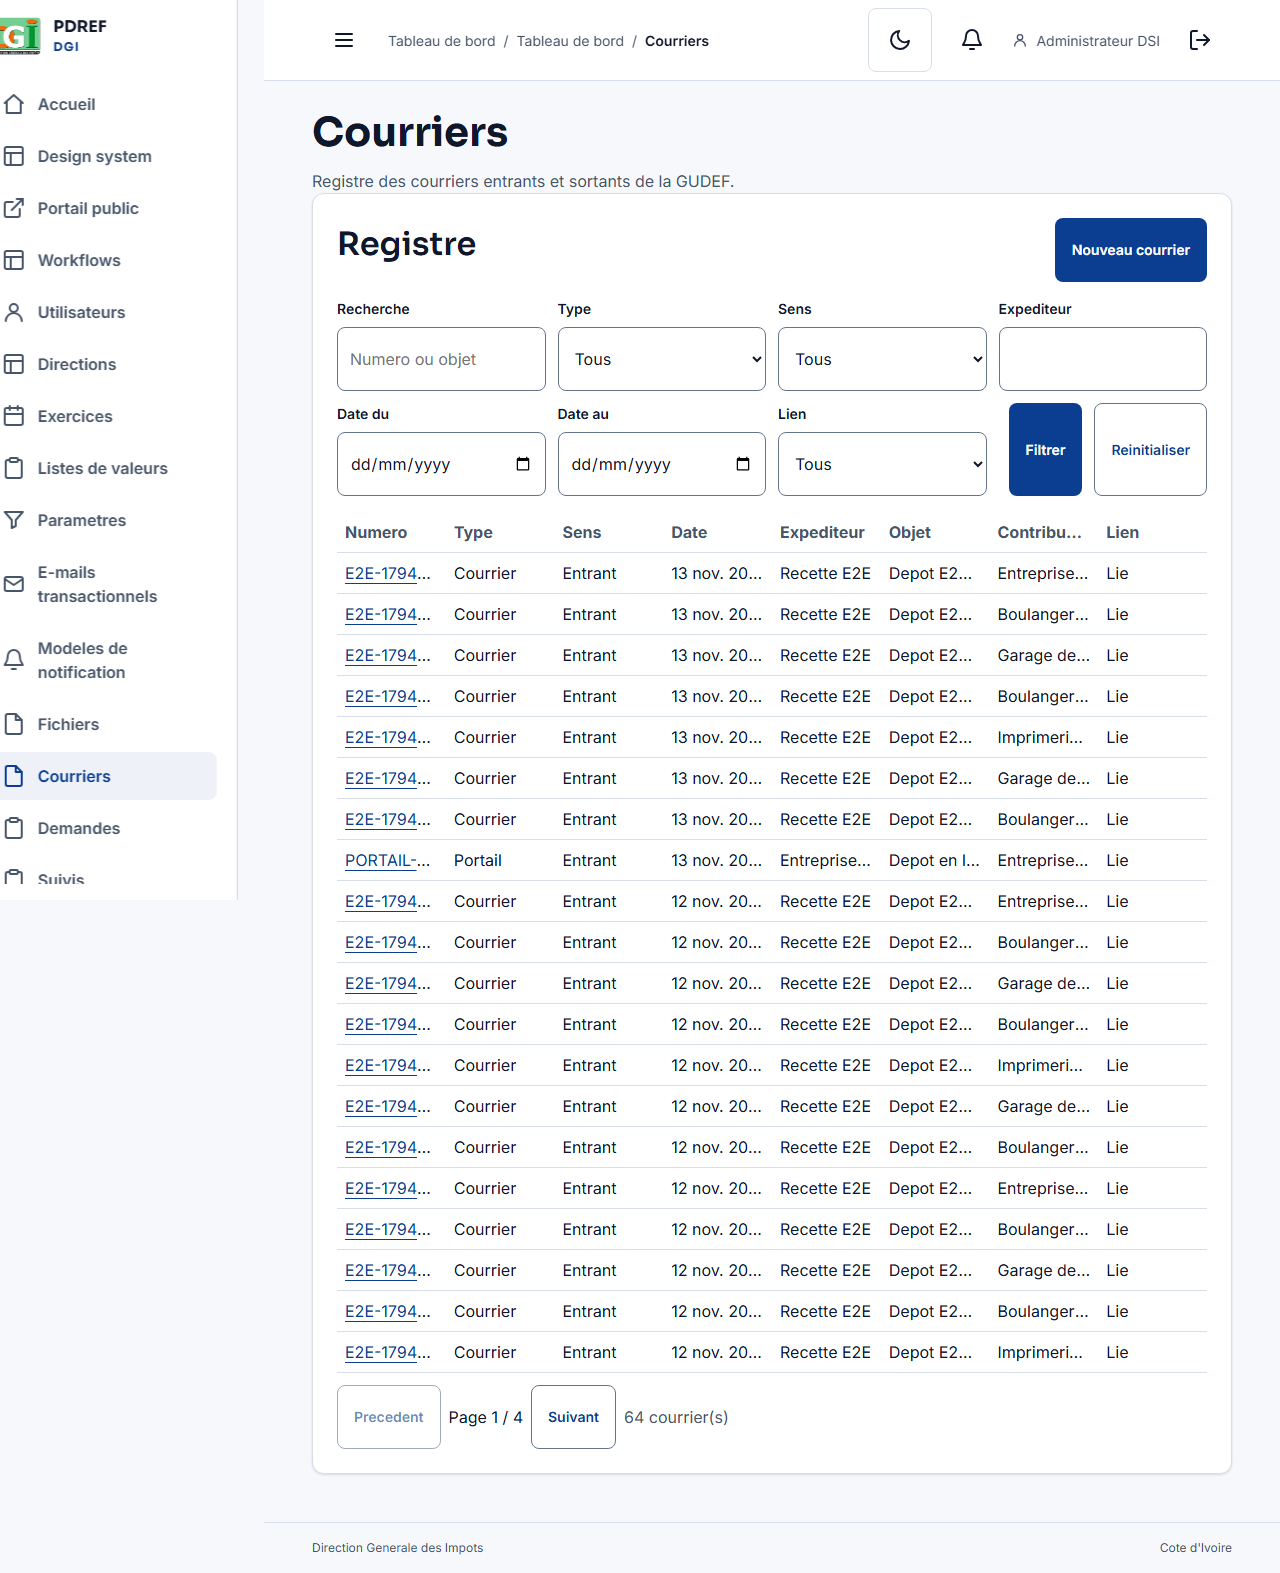 GI
PDREF
DGI
Tableau de bord / Tableau de bord / Courriers
Administrateur DSI
Accueil
Design system
Portail public
Workflows
Utilisateurs
Directions
Exercices
Listes de valeurs
Parametres
E-mails
transactionnels
Modeles de
notification
Fichiers
Courriers
Demandes
Suivis
Courriers
Registre des courriers entrants et sortants de la GUDEF.
Registre
Nouveau courrier
Recherche Type Sens Expediteur
Numero ou objet Tous Tous
Date du Date au Lien
dd/mm/yyyy dd/mm/yyyy Tous Filtrer Reinitialiser
Numero Type Sens Date Expediteur Objet Contribu... Lien
E2E-1794... Courrier Entrant 13 nov. 20... Recette E2E Depot E2... Entreprise... Lie
E2E-1794... Courrier Entrant 13 nov. 20... Recette E2E Depot E2... Boulanger... Lie
E2E-1794... Courrier Entrant 13 nov. 20... Recette E2E Depot E2... Garage de... Lie
E2E-1794... Courrier Entrant 13 nov. 20... Recette E2E Depot E2... Boulanger... Lie
E2E-1794... Courrier Entrant 13 nov. 20... Recette E2E Depot E2... Imprimeri... Lie
E2E-1794... Courrier Entrant 13 nov. 20... Recette E2E Depot E2... Garage de... Lie
E2E-1794... Courrier Entrant 13 nov. 20... Recette E2E Depot E2... Boulanger... Lie
PORTAIL-... Portail Entrant 13 nov. 20... Entreprise... Depot en l... Entreprise... Lie
E2E-1794... Courrier Entrant 12 nov. 20... Recette E2E Depot E2... Entreprise... Lie
E2E-1794... Courrier Entrant 12 nov. 20... Recette E2E Depot E2... Boulanger... Lie
E2E-1794... Courrier Entrant 12 nov. 20... Recette E2E Depot E2... Garage de... Lie
E2E-1794... Courrier Entrant 12 nov. 20... Recette E2E Depot E2... Boulanger... Lie
E2E-1794... Courrier Entrant 12 nov. 20... Recette E2E Depot E2... Imprimeri... Lie
E2E-1794... Courrier Entrant 12 nov. 20... Recette E2E Depot E2... Garage de... Lie
E2E-1794... Courrier Entrant 12 nov. 20... Recette E2E Depot E2... Boulanger... Lie
E2E-1794... Courrier Entrant 12 nov. 20... Recette E2E Depot E2... Entreprise... Lie
E2E-1794... Courrier Entrant 12 nov. 20... Recette E2E Depot E2... Boulanger... Lie
E2E-1794... Courrier Entrant 12 nov. 20... Recette E2E Depot E2... Garage de... Lie
E2E-1794... Courrier Entrant 12 nov. 20... Recette E2E Depot E2... Boulanger... Lie
E2E-1794... Courrier Entrant 12 nov. 20... Recette E2E Depot E2... Imprimeri... Lie
Precedent Page 1 / 4 Suivant 64 courrier(s)
Direction Generale des Impots Cote d'Ivoire